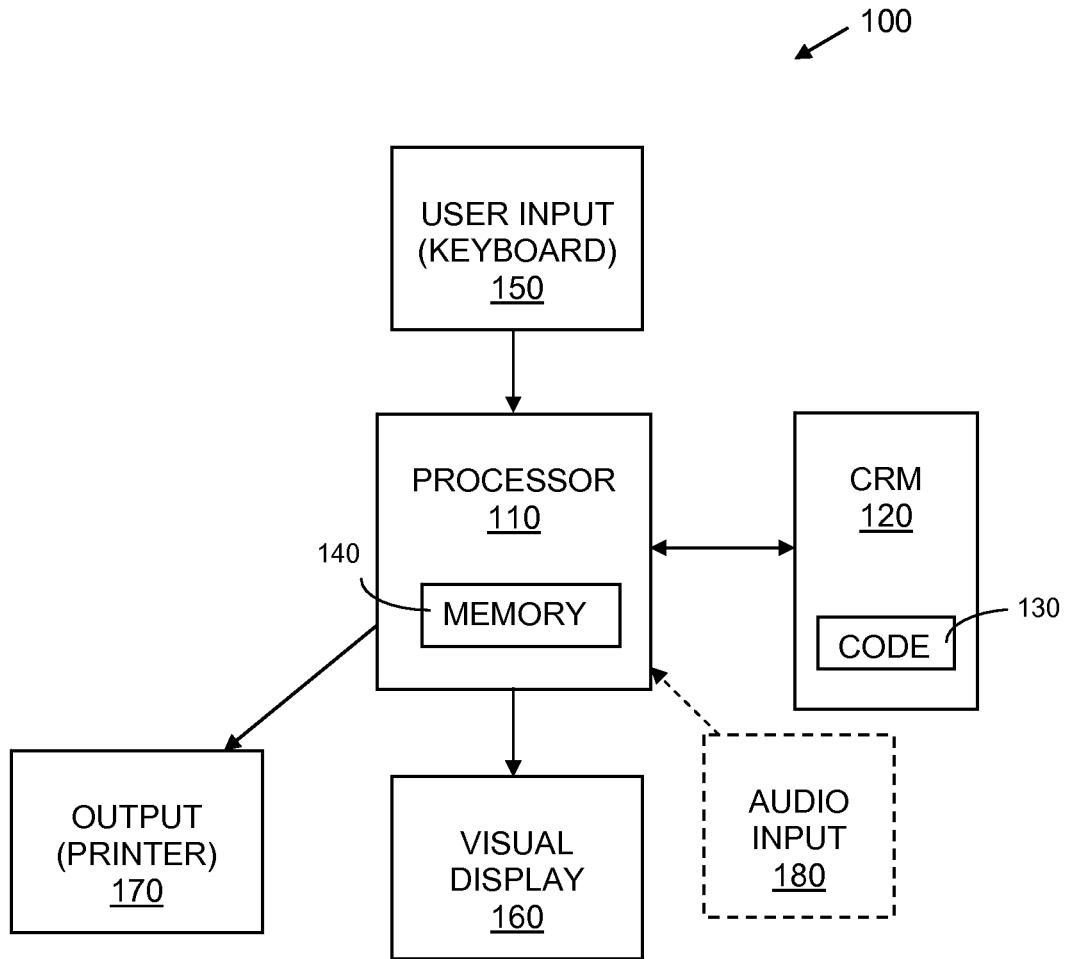 100
USER INPUT
(KEYBOARD)
150
PROCESSOR
110
140
MEMORY
CRM
120
CODE
130
OUTPUT
(PRINTER)
170
VISUAL
DISPLAY
160
AUDIO
INPUT
180